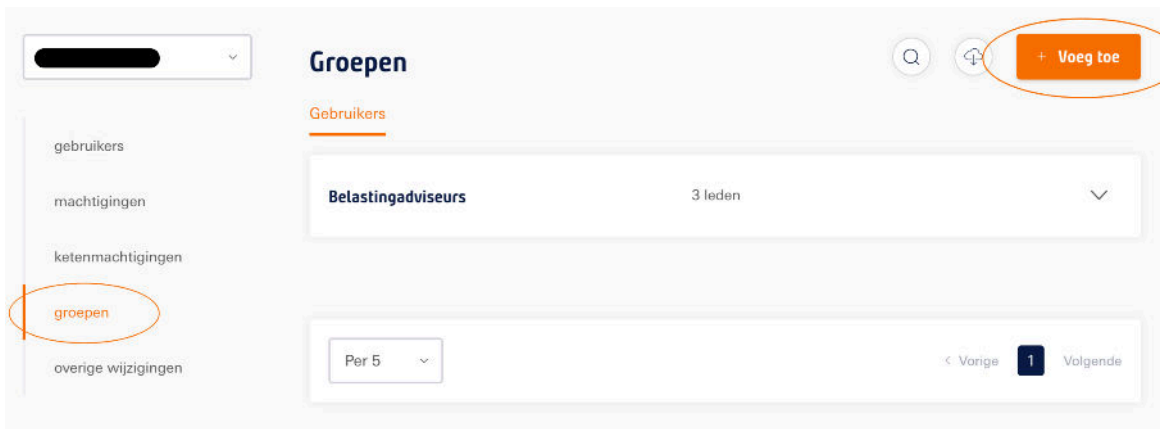 Groepen
+ Voeg toe
Gebruikers
gebruikers
machtigingen
ketenmachtigingen
groepen
overige wijzigingen
Belastingadviseurs 3 leden
Per 5
< Vorige 1 Volgende